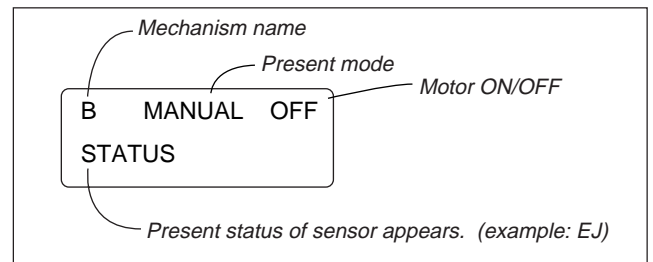 Mechanism name
Present mode
Motor ON/OFF
B MANUAL OFF
STATUS
Present status of sensor appears. (example: EJ)